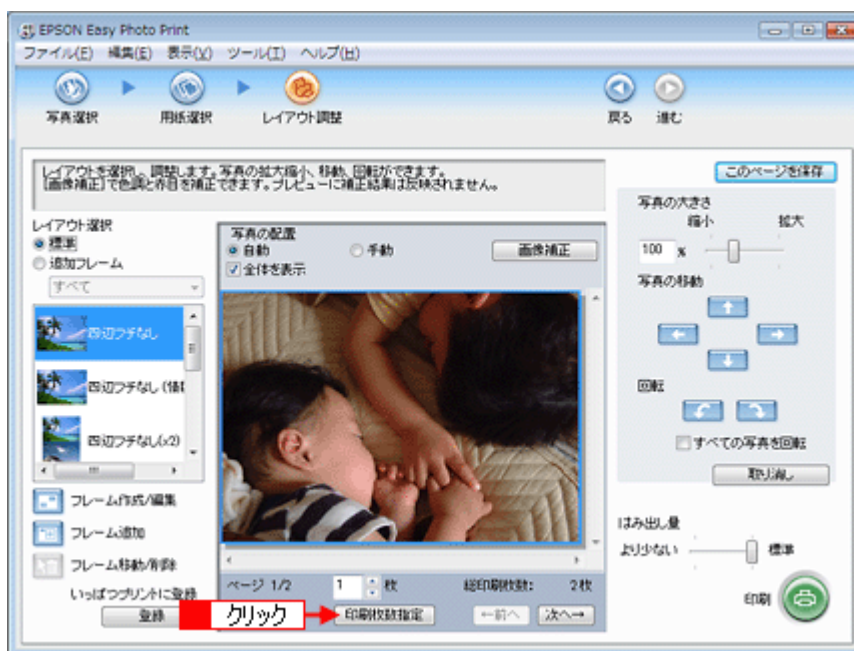 EPSON Easy Photo Print
ファイル(F) 編集(E) 表示(V) ツール(T) ヘルプ(H)
写真選択 用紙選択 レイアウト調整 戻る 進む
レイアウトを選択し、調整します。写真の拡大縮小、移動、回転ができます。
[画像補正]で色調と赤目を補正できます。プレビューに補正結果は反映されません。
このページを保存
レイアウト選択
標準
追加フレーム
すべて
四辺フチなし
四辺フチなし (情報
四辺フチなし(x2)
フレーム作成/編集
フレーム追加
フレーム移動/削除
いっぱつプリントに登録
登録
写真の配置
自動 手動 画像補正
全体を表示
ページ 1/2 1 枚 総印刷枚数: 2枚
クリック
印刷枚数指定 ←前へ 次へ→
写真の大きさ
縮小 拡大
100 %
写真の移動
回転
すべての写真を回転
取り消し
はみ出し量
より少ない 標準
印刷